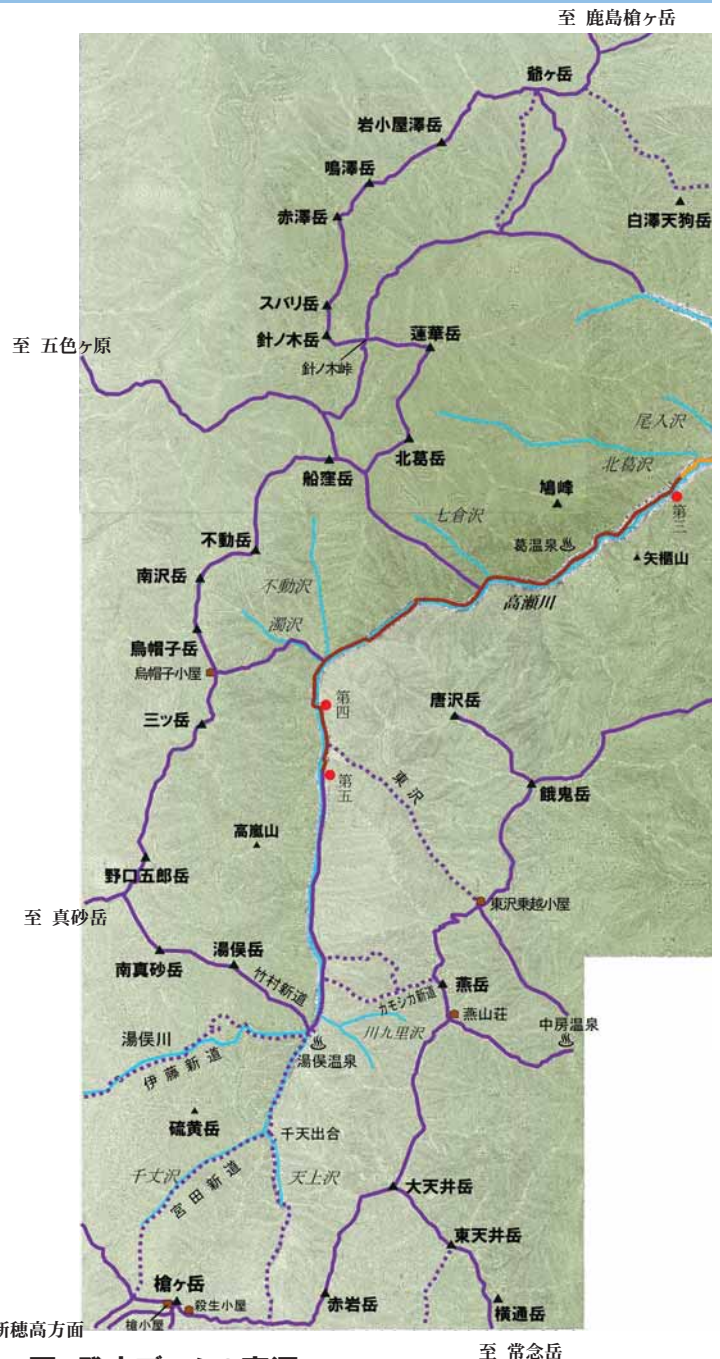 至 鹿島槍ヶ岳
爺ヶ岳
岩小屋澤岳
鳴澤岳
白澤天狗岳
赤澤岳
スバリ岳
針ノ木岳
蓮華岳
至 五色ヶ原
針ノ木峠
尾入沢
北葛岳
北葛沢
船窪岳
鳩峰
第三
七倉沢
不動岳
葛温泉
矢櫃山
南沢岳
不動沢
高瀬川
濁沢
烏帽子岳
烏帽子小屋
第四
唐沢岳
三ッ岳
東沢
第五
餓鬼岳
高嵐山
野口五郎岳
東沢乗越小屋
至 真砂岳
湯俣岳
南真砂岳
竹村新道
燕岳
カモシカ新道
燕山荘
中房温泉
川九里沢
湯俣川
湯俣温泉
伊藤新道
硫黄岳
千天出合
千丈沢
天上沢
宮田新道
大天井岳
東天井岳
槍ヶ岳
殺生小屋
赤岩岳
横通岳
新穂高方面
槍小屋
至 常念岳